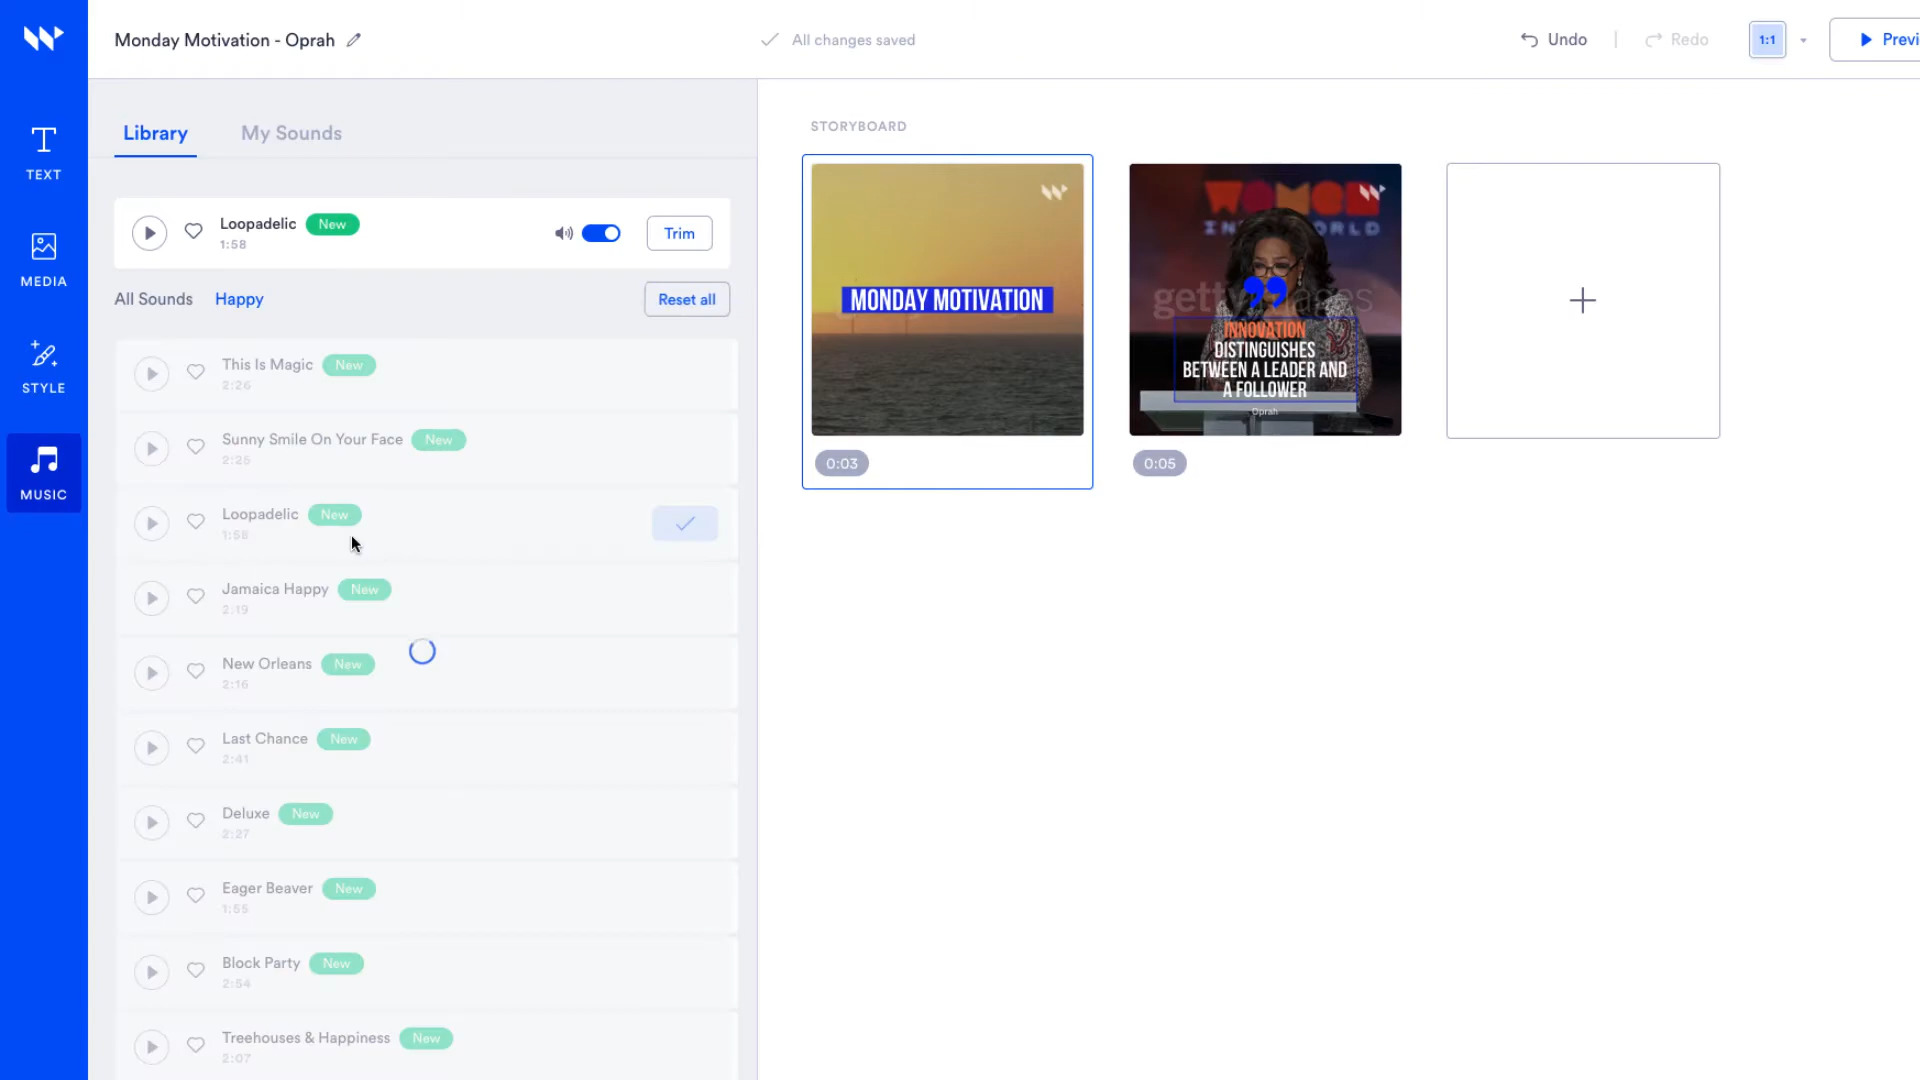 Monday Motivation - Oprah
All changes saved
Undo
Redo
1:1
Previ
TEXT
MEDIA
STYLE
MUSIC
Library
My Sounds
Loopadelic New
1:58
Trim
All Sounds
Happy
Reset all
This Is Magic New
2:26
Sunny Smile On Your Face New
2:25
Loopadelic New
1:58
Jamaica Happy New
2:19
New Orleans New
2:16
Last Chance New
2:41
Deluxe New
2:27
Eager Beaver New
1:55
Block Party New
2:54
Treehouses & Happiness New
2:07
STORYBOARD
MONDAY MOTIVATION
0:03
WOMEN
IN
ORLD
gettyimages
INNOVATION
DISTINGUISHES
BETWEEN A LEADER AND
A FOLLOWER
Oprah
0:05